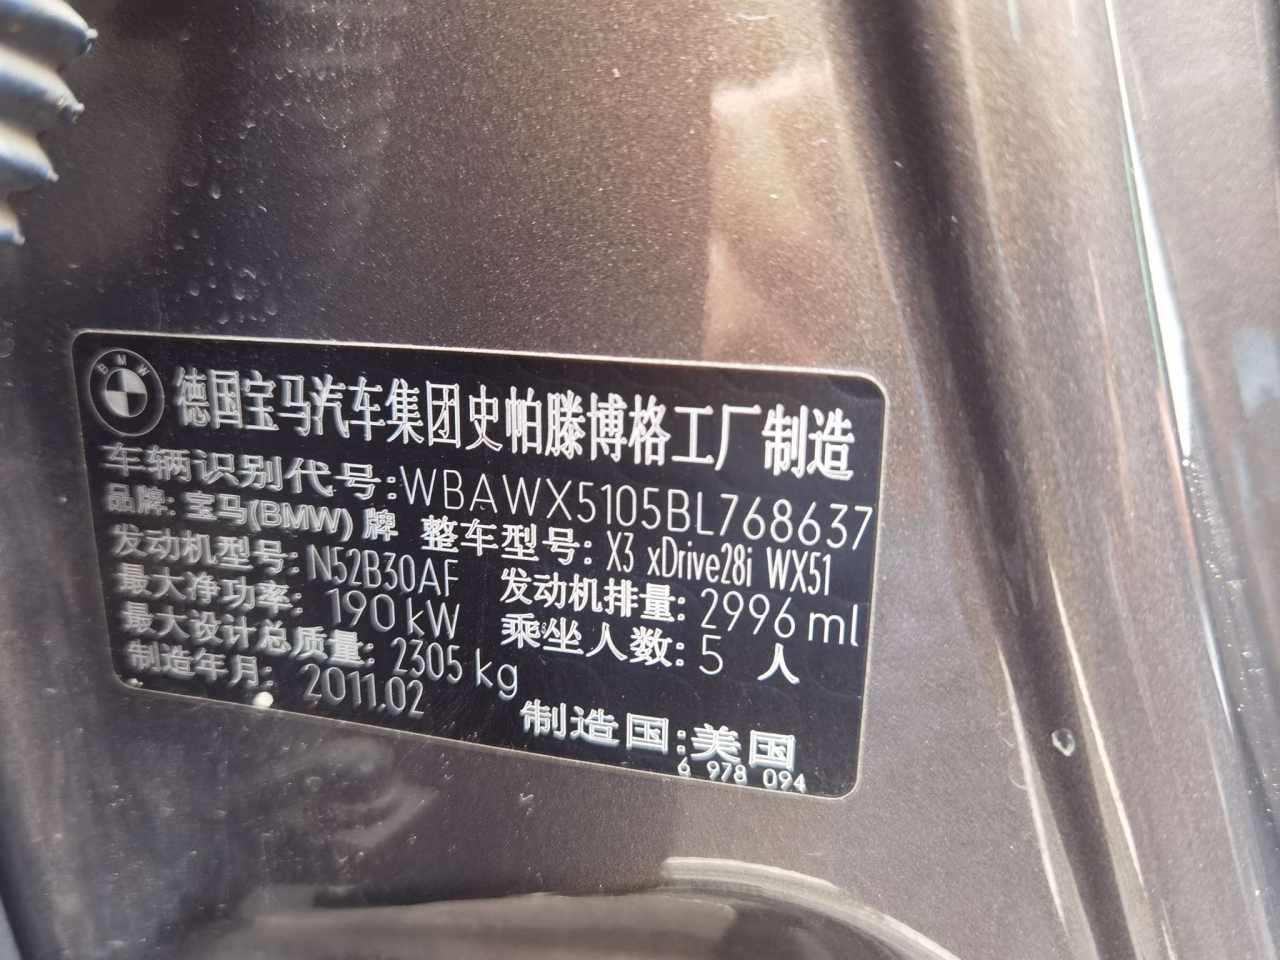 BMW
德国宝马汽车集团史帕滕博格工厂制造
车辆识别代号:WBAWX5105BL768637
品牌: 宝马(BMW) 牌 整车型号: X3 xDrive28i WX51
发动机型号: N52B30AF 发动机排量: 2996 ml
最大净功率: 190 kW 乘坐人数: 5 人
最大设计总质量: 2305 kg
制造年月: 2011.02
制造国:美国
6 978 094